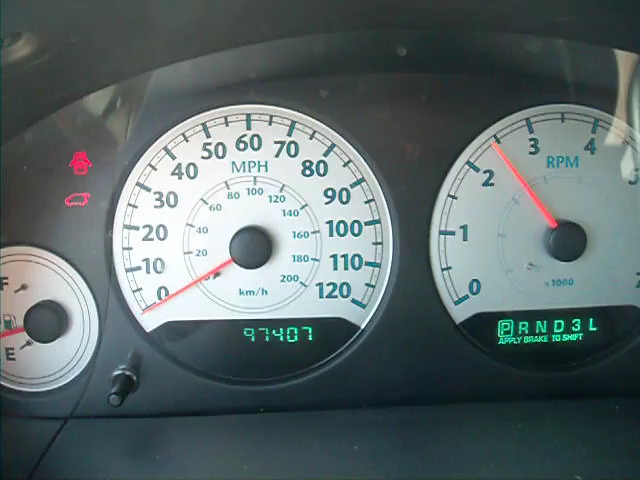 0 10 20 30 40 50 60 70 80 90 100 110 120
MPH
20 40 60 80 100 120 140 160 180 200
km/h
97407
0 1 2 3 4
RPM
x1000
P R N D 3 L
APPLY BRAKE TO SHIFT
F
E